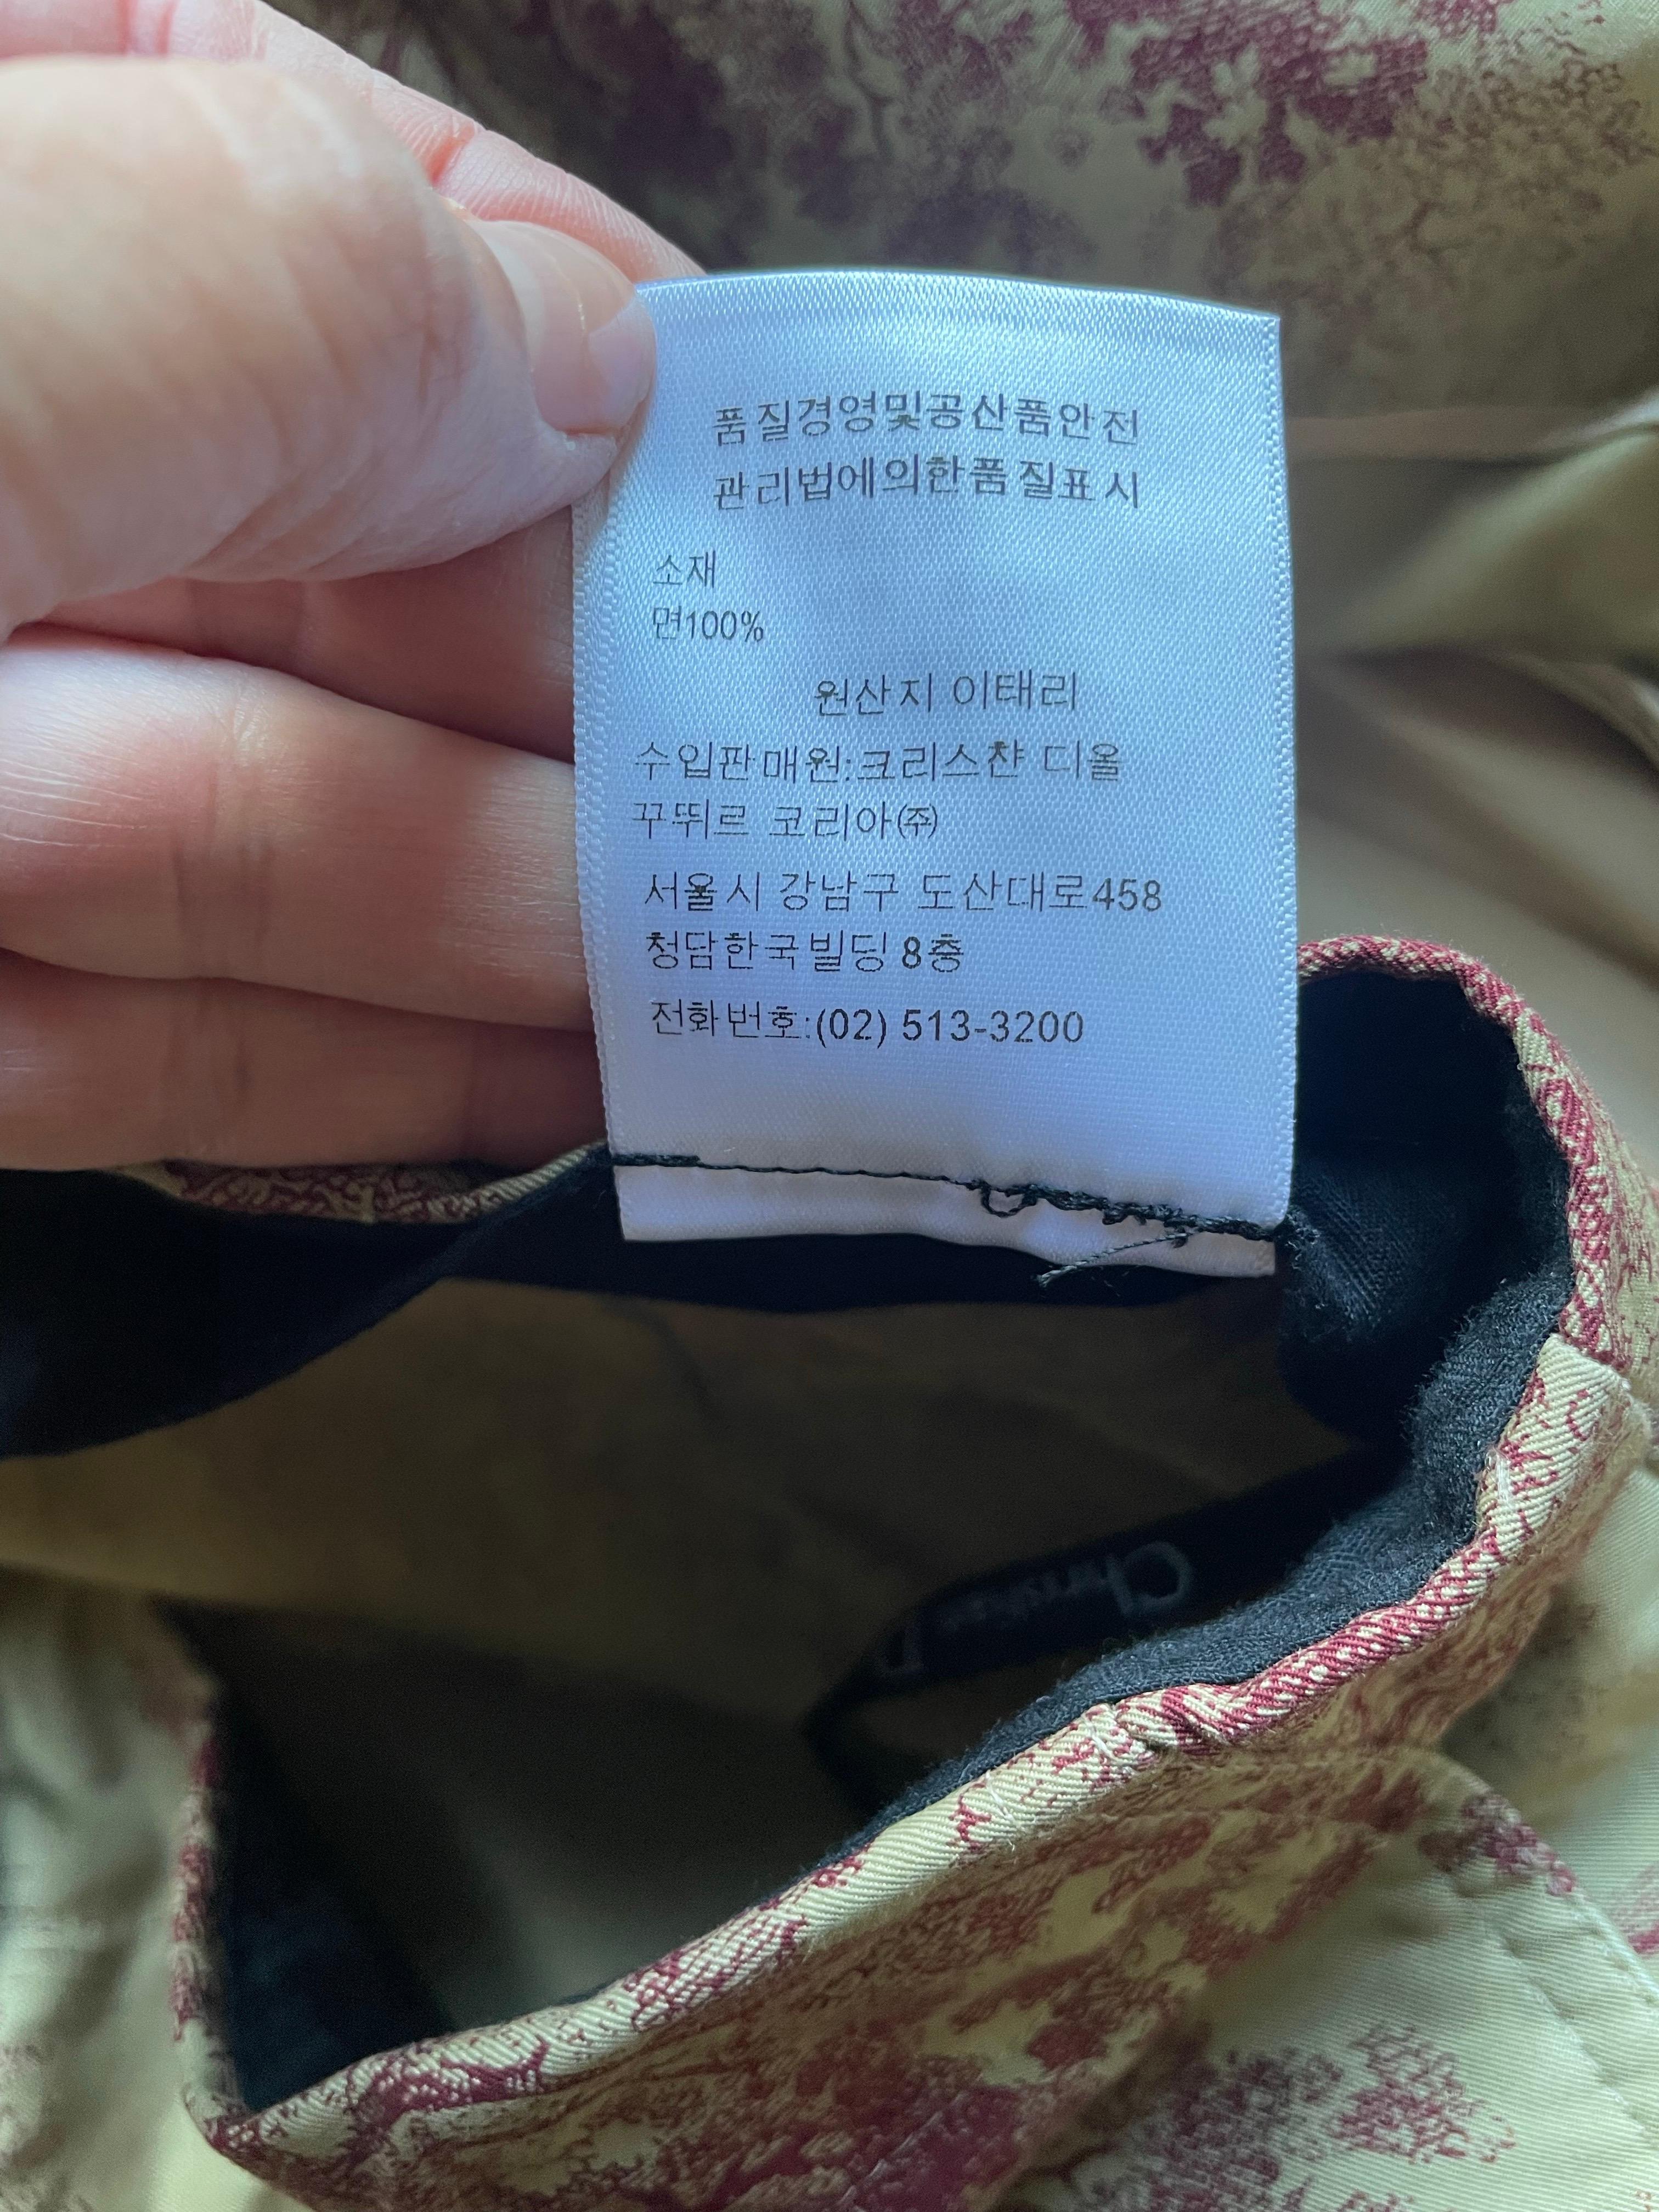 품질경영및공산품안전
관리법에의한품질표시
소재
면100%
원산지 이태리
수입판매원:크리스챤 디올
꾸뛰르 코리아㈜
서울시 강남구 도산대로458
청담한국빌딩 8층
전화번호:(02) 513-3200
Christian D